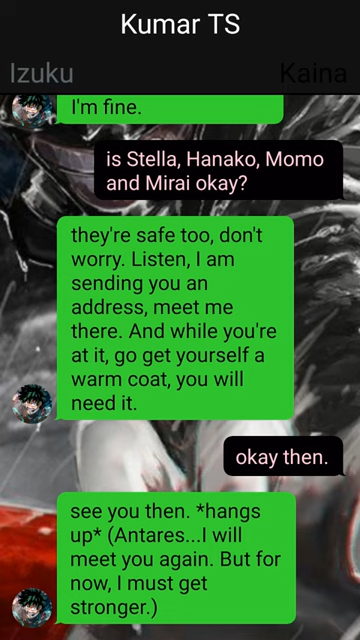 Kumar TS
Izuku
Kaina
I'm fine.
is Stella, Hanako, Momo
and Mirai okay?
they're safe too, don't
worry. Listen, I am
sending you an
address, meet me
there. And while you're
at it, go get yourself a
warm coat, you will
need it.
okay then.
see you then. *hangs
up* (Antares...I will
meet you again. But for
now, I must get
stronger.)